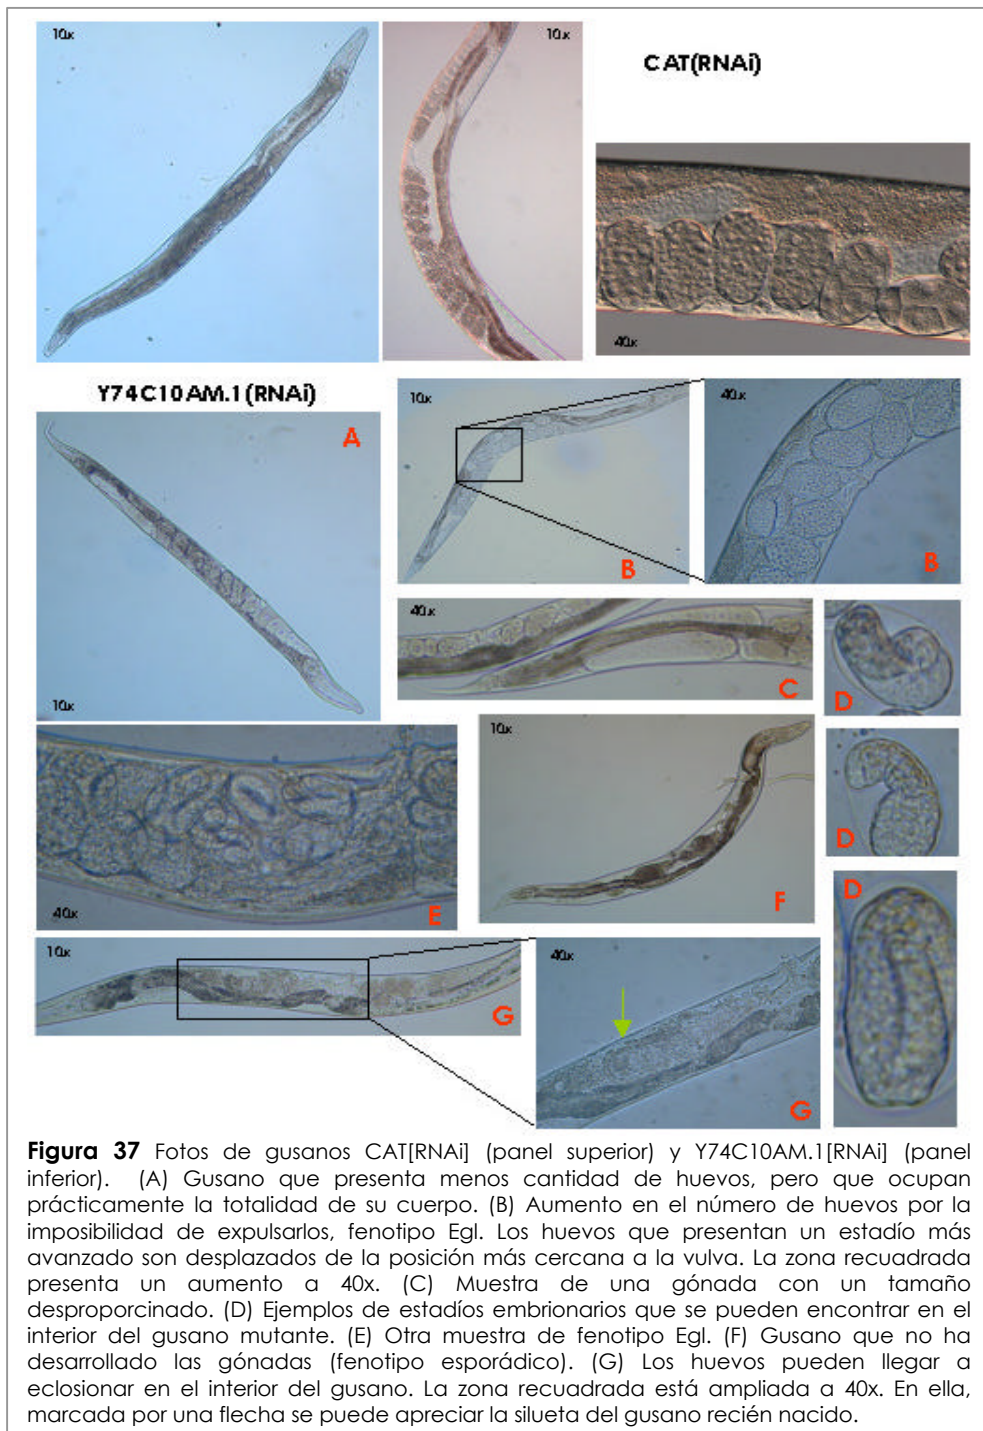 10x
10x
CAT(RNAi)
40x
Y74C10AM.1(RNAi)
A
10x
10x
B
40x
B
40x
C
D
D
D
E
40x
10x
F
10x
G
40x
G
Figura 37 Fotos de gusanos CAT[RNAi] (panel superior) y Y74C10AM.1[RNAi] (panel
inferior). (A) Gusano que presenta menos cantidad de huevos, pero que ocupan
prácticamente la totalidad de su cuerpo. (B) Aumento en el número de huevos por la
imposibilidad de expulsarlos, fenotipo Egl. Los huevos que presentan un estadío más
avanzado son desplazados de la posición más cercana a la vulva. La zona recuadrada
presenta un aumento a 40x. (C) Muestra de una gónada con un tamaño
desproporcinado. (D) Ejemplos de estadíos embrionarios que se pueden encontrar en el
interior del gusano mutante. (E) Otra muestra de fenotipo Egl. (F) Gusano que no ha
desarrollado las gónadas (fenotipo esporádico). (G) Los huevos pueden llegar a
eclosionar en el interior del gusano. La zona recuadrada está ampliada a 40x. En ella,
marcada por una flecha se puede apreciar la silueta del gusano recién nacido.